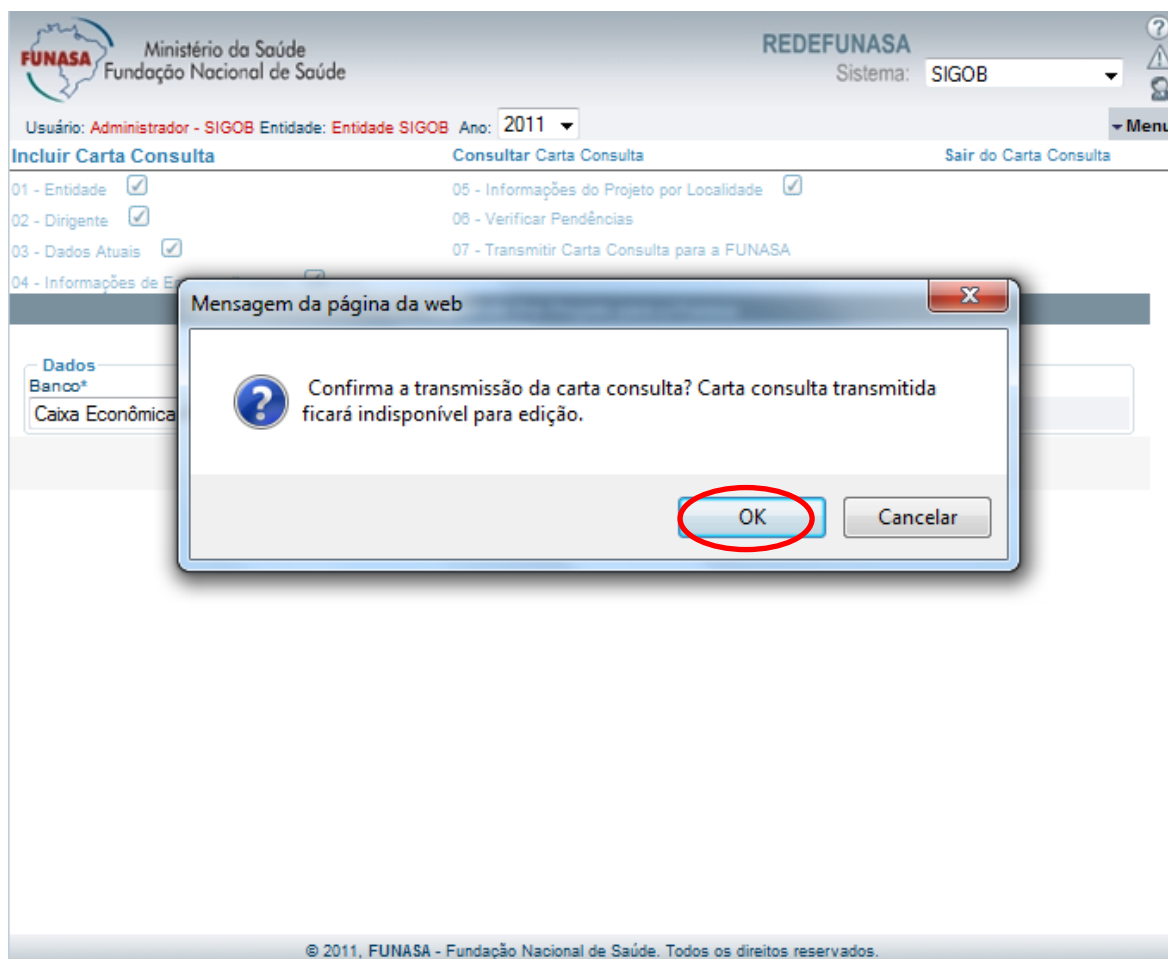 FUNASA
Ministério da Saúde
Fundação Nacional de Saúde
REDEFUNASA
Sistema: SIGOB
Usuário: Administrador - SIGOB Entidade: Entidade SIGOB Ano: 2011
Menu
Incluir Carta Consulta
Consultar Carta Consulta
Sair do Carta Consulta
01 - Entidade
05 - Informações do Projeto por Localidade
02 - Dirigente
06 - Verificar Pendências
03 - Dados Atuais
07 - Transmitir Carta Consulta para a FUNASA
04 - Informações de
Mensagem da página da web
Dados
Banco*
Caixa Econômica
Confirma a transmissão da carta consulta? Carta consulta transmitida
ficará indisponível para edição.
OK
Cancelar
© 2011, FUNASA - Fundação Nacional de Saúde. Todos os direitos reservados.